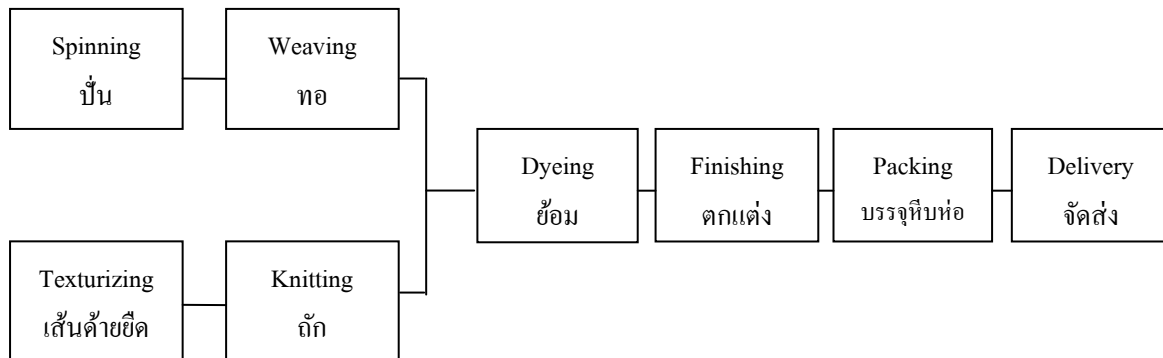 Spinning
ปั่น
Weaving
ทอ
Dyeing
ย้อม
Finishing
ตกแต่ง
Packing
บรรจุหีบห่อ
Delivery
จัดส่ง
Texturizing
เส้นด้ายยืด
Knitting
ถัก